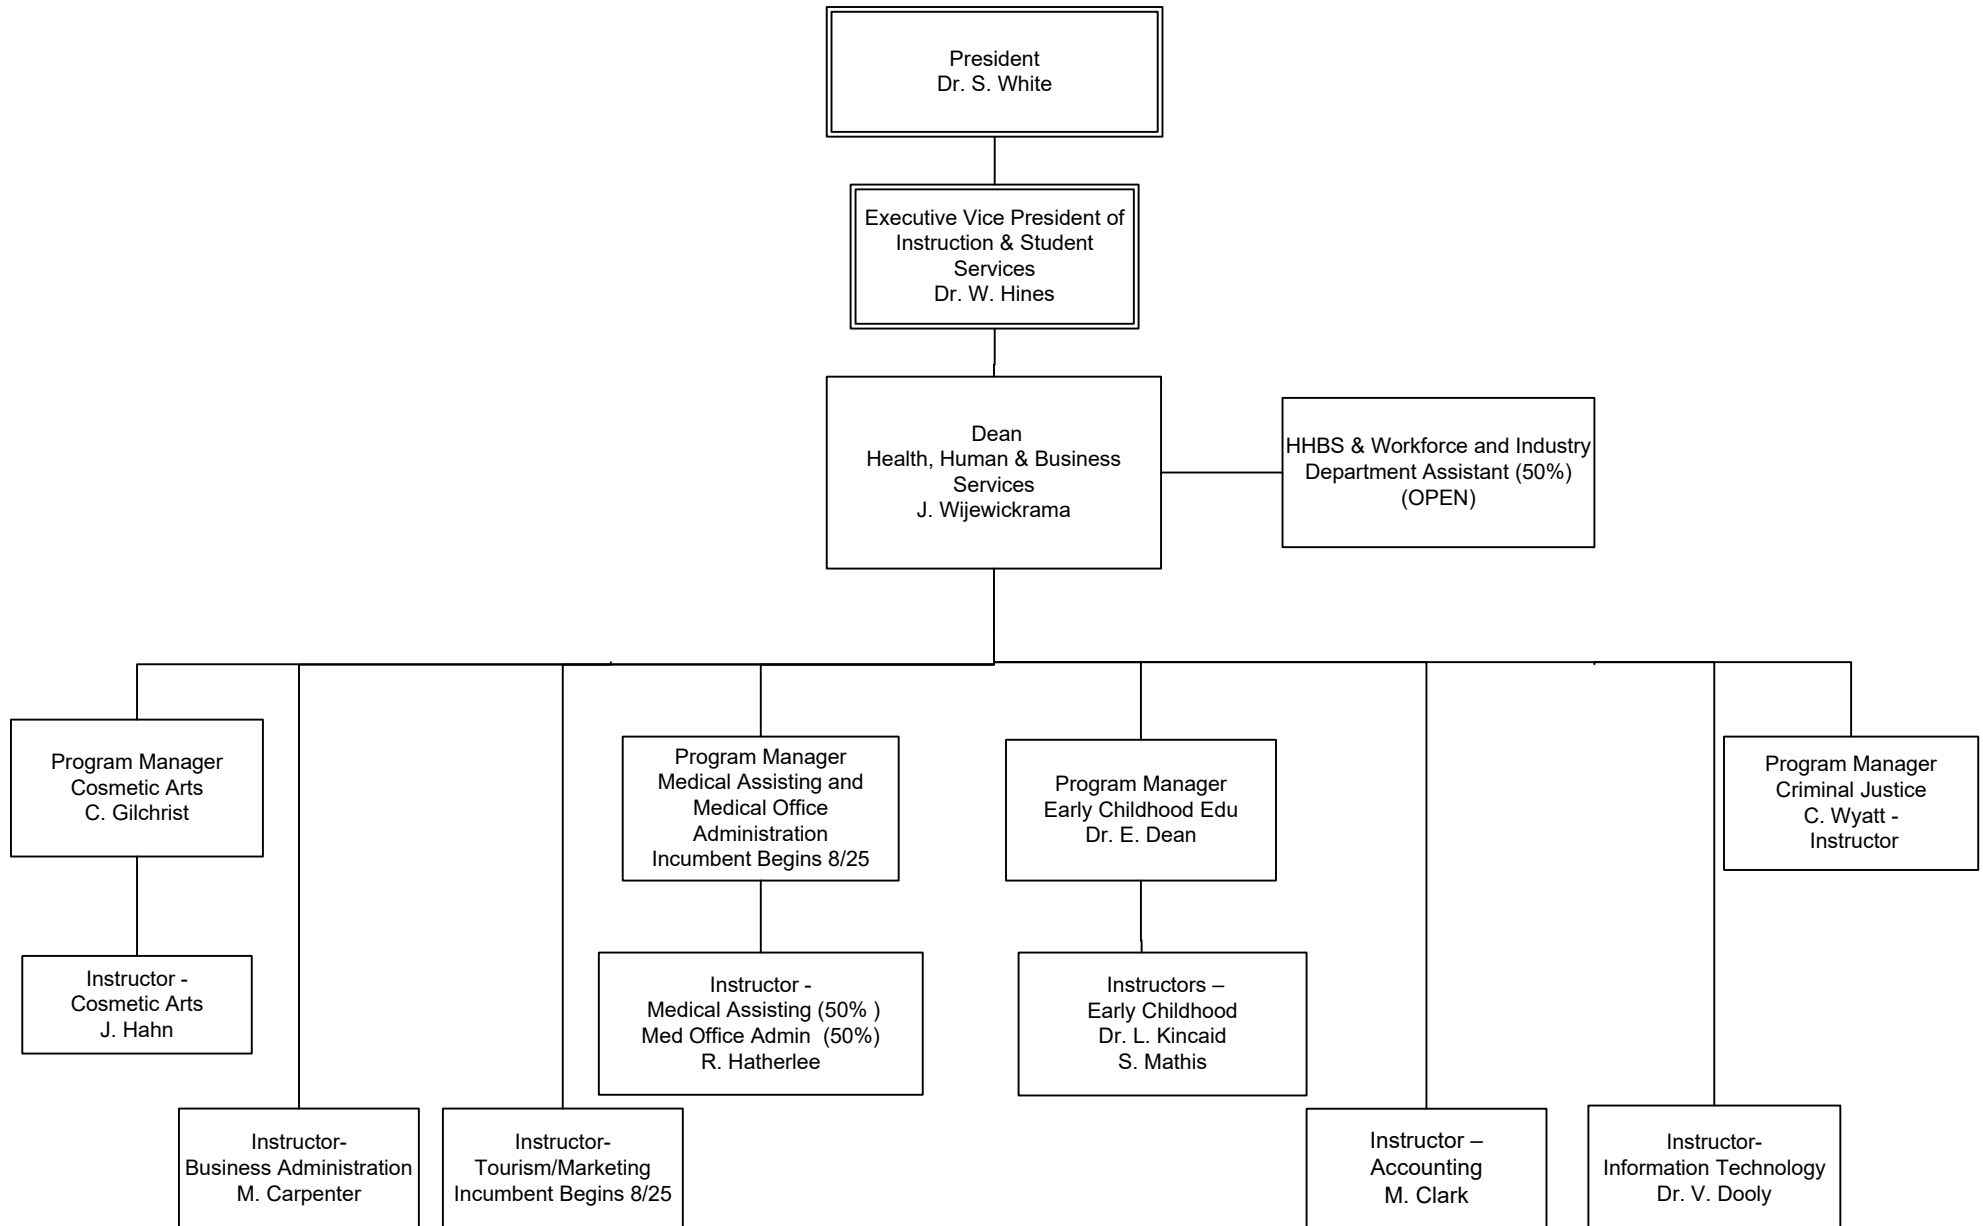 President
Dr. S. White
Executive Vice President of
Instruction & Student
Services
Dr. W. Hines
Dean
Health, Human & Business
Services
J. Wijewickrama
HHBS & Workforce and Industry
Department Assistant (50%)
(OPEN)
Program Manager
Cosmetic Arts
C. Gilchrist
Program Manager
Medical Assisting and
Medical Office
Administration
Incumbent Begins 8/25
Program Manager
Early Childhood Edu
Dr. E. Dean
Program Manager
Criminal Justice
C. Wyatt -
Instructor
Instructor -
Cosmetic Arts
J. Hahn
Instructor -
Medical Assisting (50% )
Med Office Admin  (50%)
R. Hatherlee
Instructors –
Early Childhood
Dr. L. Kincaid
S. Mathis
Instructor-
Business Administration
M. Carpenter
Instructor-
Tourism/Marketing
Incumbent Begins 8/25
Instructor –
Accounting
M. Clark
Instructor-
Information Technology
Dr. V. Dooly